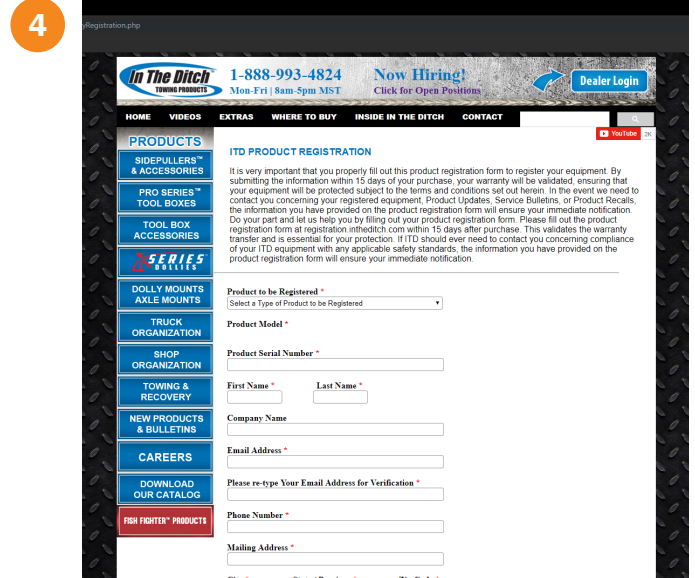 4
yRegistration.php
In The Ditch™
TOWING PRODUCTS
1-888-993-4824
Mon-Fri | 8am-5pm MST
Now Hiring!
Click for Open Positions
Dealer Login
HOME VIDEOS EXTRAS WHERE TO BUY INSIDE IN THE DITCH CONTACT
YouTube 2K
PRODUCTS
SIDEPULLERS™
& ACCESSORIES
PRO SERIES™
TOOL BOXES
TOOL BOX
ACCESSORIES
X SERIES
DOLLIES
DOLLY MOUNTS
AXLE MOUNTS
TRUCK
ORGANIZATION
SHOP
ORGANIZATION
TOWING &
RECOVERY
NEW PRODUCTS
& BULLETINS
CAREERS
DOWNLOAD
OUR CATALOG
FISH FIGHTER™ PRODUCTS
ITD PRODUCT REGISTRATION
It is very important that you properly fill out this product registration form to register your equipment. By
submitting the information within 15 days of your purchase, your warranty will be validated, ensuring that
your equipment will be protected subject to the terms and conditions set out herein. In the event we need to
contact you concerning your registered equipment, Product Updates, Service Bulletins, or Product Recalls,
the information you have provided on the product registration form will ensure your immediate notification.
Do your part and let us help you by filling out your product registration form. Please fill out the product
registration form at registration.intheditch.com within 15 days after purchase. This validates the warranty
transfer and is essential for your protection. If ITD should ever need to contact you concerning compliance
of your ITD equipment with any applicable safety standards, the information you have provided on the
product registration form will ensure your immediate notification.
Product to be Registered *
Select a Type of Product to be Registered
Product Model *
Product Serial Number *
First Name * Last Name *
Company Name
Email Address *
Please re-type Your Email Address for Verification *
Phone Number *
Mailing Address *